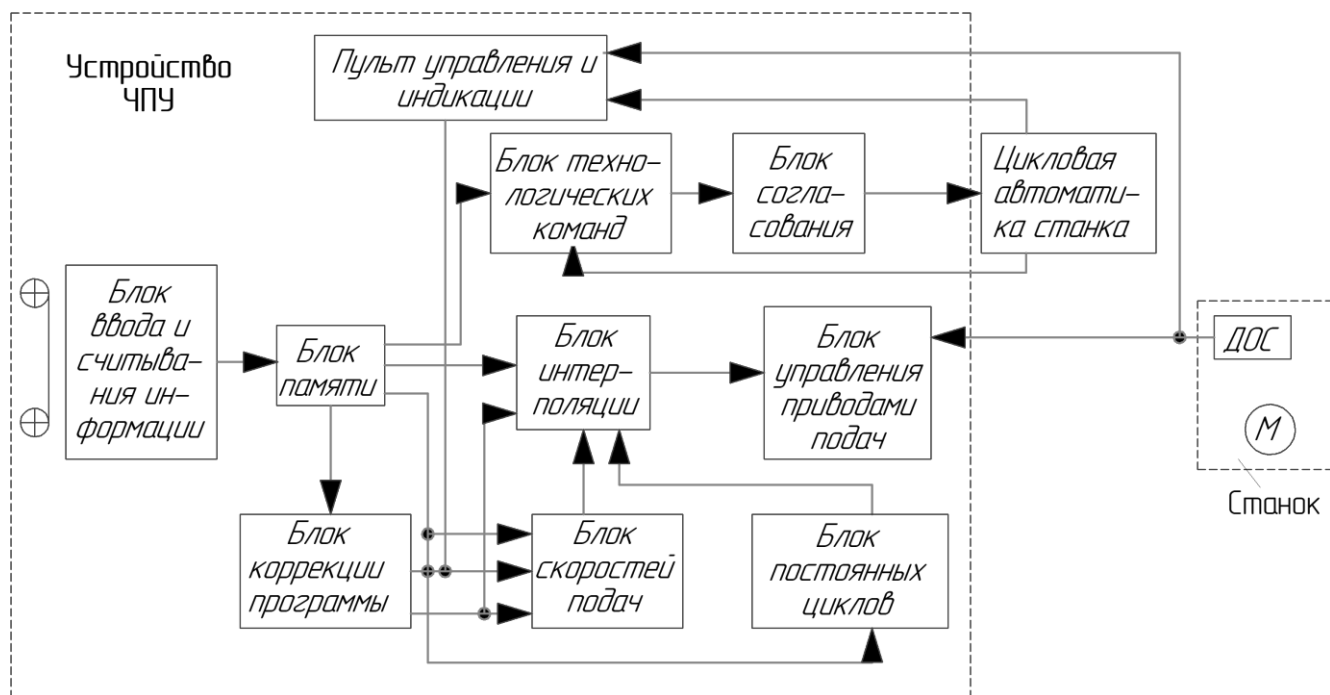 Устройство
ЧПУ
Пульт управления и
индикации
Блок техно-
логических
команд
Блок
согла-
сования
Цикловая
автомати-
ка станка
Блок
ввода и
считыва-
ния ин-
формации
Блок
памяти
Блок
интер-
поляции
Блок
управления
приводами
подач
ДОС
М
Станок
Блок
коррекции
программы
Блок
скоростей
подач
Блок
постоянных
циклов